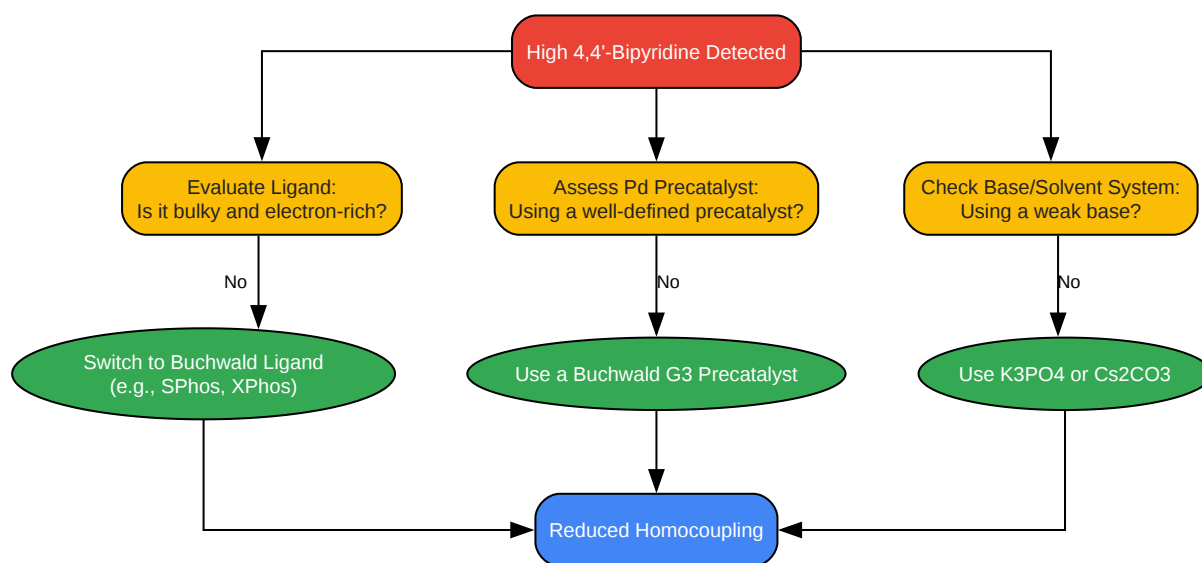 High 4,4'-Bipyridine Detected
Evaluate Ligand:
Is it bulky and electron-rich?
Assess Pd Precatalyst:
Using a well-defined precatalyst?
Check Base/Solvent System:
Using a weak base?
No
No
No
Switch to Buchwald Ligand
(e.g., SPhos, XPhos)
Use a Buchwald G3 Precatalyst
Use K3PO4 or Cs2CO3
Reduced Homocoupling